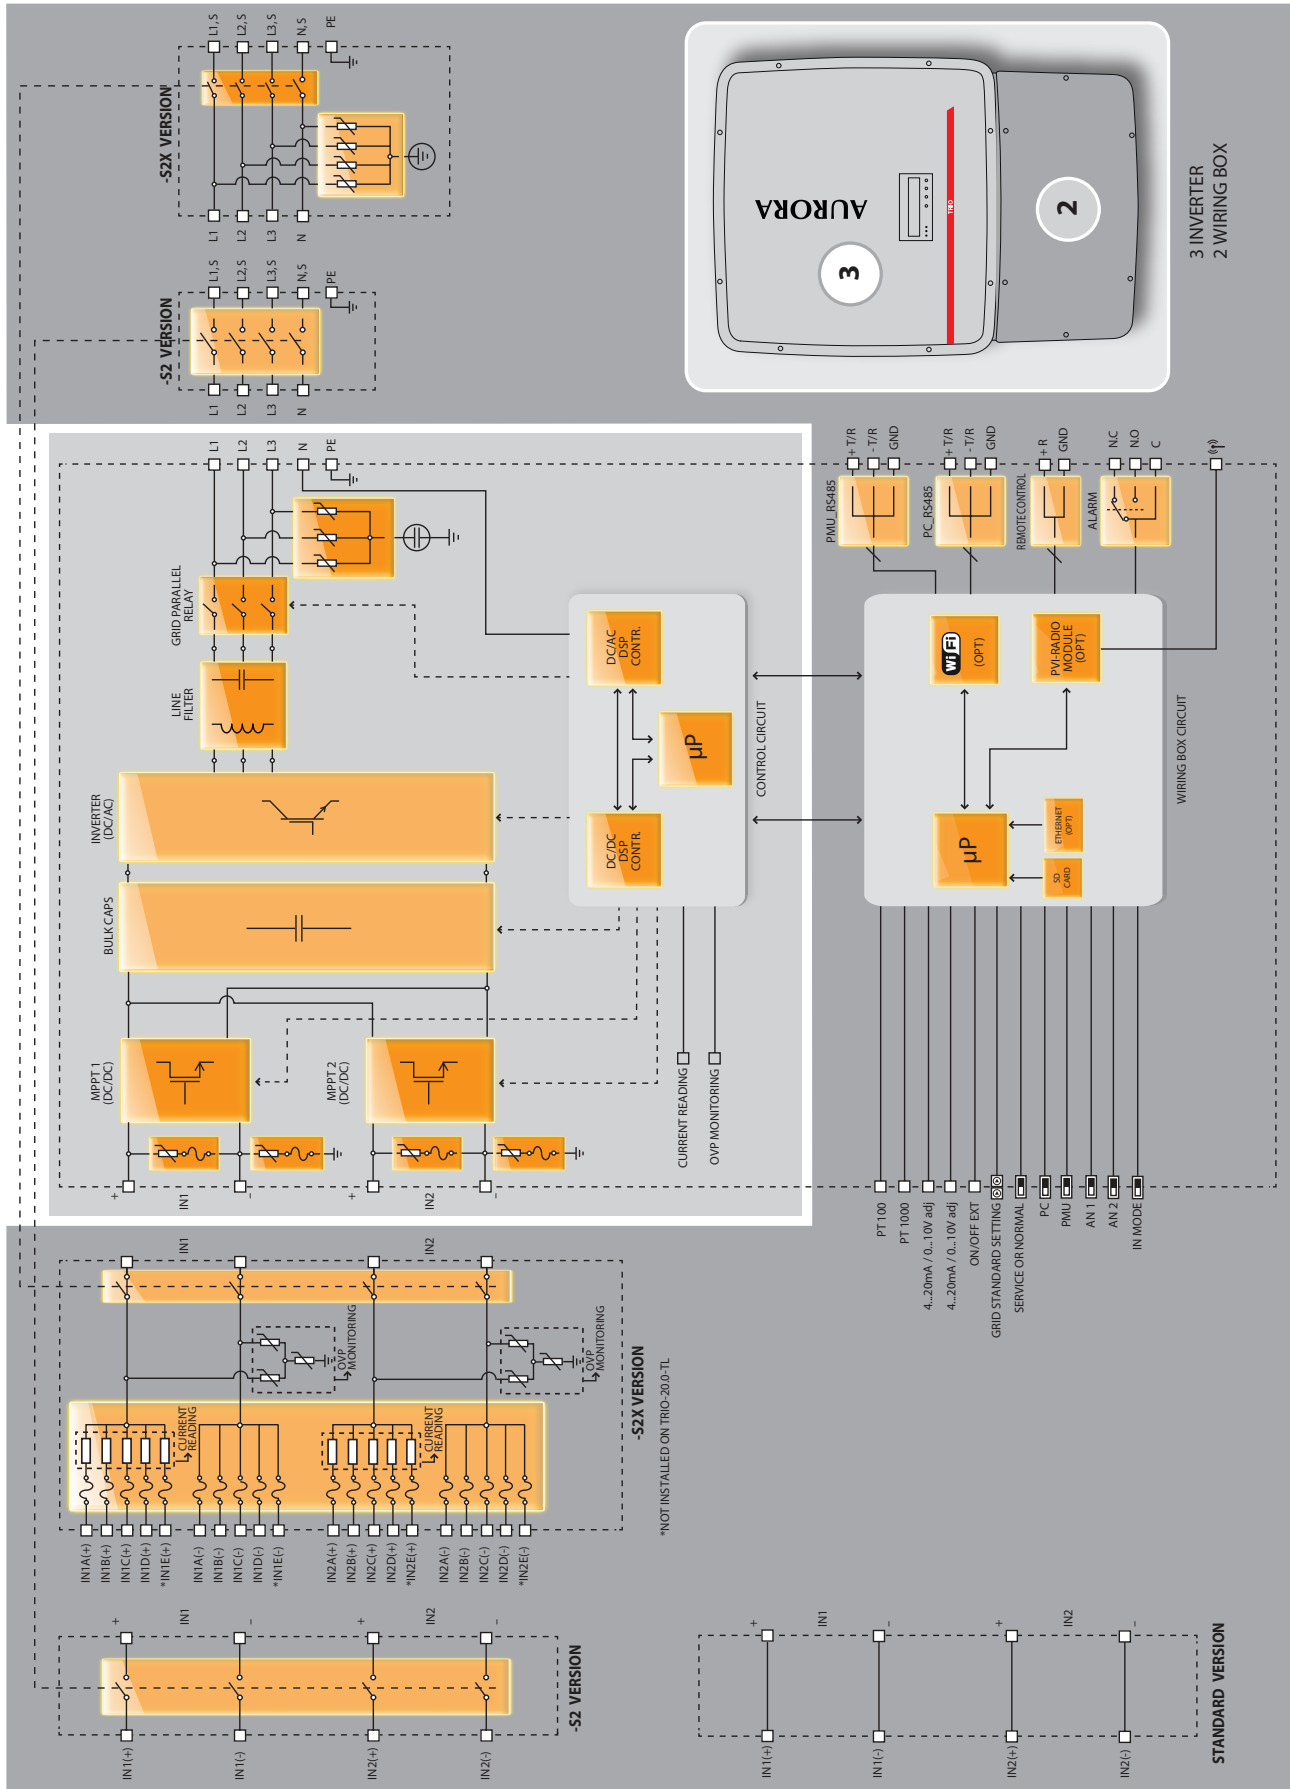 -S2 VERSION
IN1(+)
IN1(-)
IN2(+)
IN2(-)
+
IN1
–
+
IN2
–
STANDARD VERSION
IN1(+)
IN1(-)
IN2(+)
IN2(-)
+
IN1
–
+
IN2
–
-S2X VERSION
*NOT INSTALLED ON TRIO-20.0-TL
IN1A(+)
IN1B(+)
IN1C(+)
IN1D(+)
*IN1E(+)
IN1A(-)
IN1B(-)
IN1C(-)
IN1D(-)
*IN1E(-)
IN2A(+)
IN2B(+)
IN2C(+)
IN2D(+)
*IN2E(+)
IN2A(-)
IN2B(-)
IN2C(-)
IN2D(-)
*IN2E(-)
CURRENT
READING
CURRENT
READING
OVP
MONITORING
OVP
MONITORING
IN1
IN2
+
IN1
–
+
IN2
–
MPPT 1
(DC/DC)
MPPT 2
(DC/DC)
BULK CAPS
INVERTER
(DC/AC)
LINE
FILTER
GRID PARALLEL
RELAY
L1
L2
L3
N
PE
CURRENT READING
OVP MONITORING
DC/DC
DSP
CONTR.
DC/AC
DSP
CONTR.
µP
CONTROL CIRCUIT
-S2 VERSION
L1
L2
L3
N
L1,S
L2,S
L3,S
N,S
PE
-S2X VERSION
L1
L2
L3
N
L1,S
L2,S
L3,S
N,S
PE
PT100
PT 1000
4...20mA / 0...10V adj
4...20mA / 0...10V adj
ON/OFF EXT
GRID STANDARD SETTING
SERVICE OR NORMAL
PC
PMU
AN 1
AN 2
IN MODE
µP
SD
CARD
ETHERNET
(OPT)
WiFi
(OPT)
PVI-RADIO
MODULE
(OPT)
WIRING BOX CIRCUIT
PMU_RS485
+ T/R
- T/R
GND
PC_RS485
+ T/R
- T/R
GND
REMOTE CONTROL
+ R
GND
ALARM
N.C
N.O
C
AURORA
TRIO
3
2
3 INVERTER
2 WIRING BOX